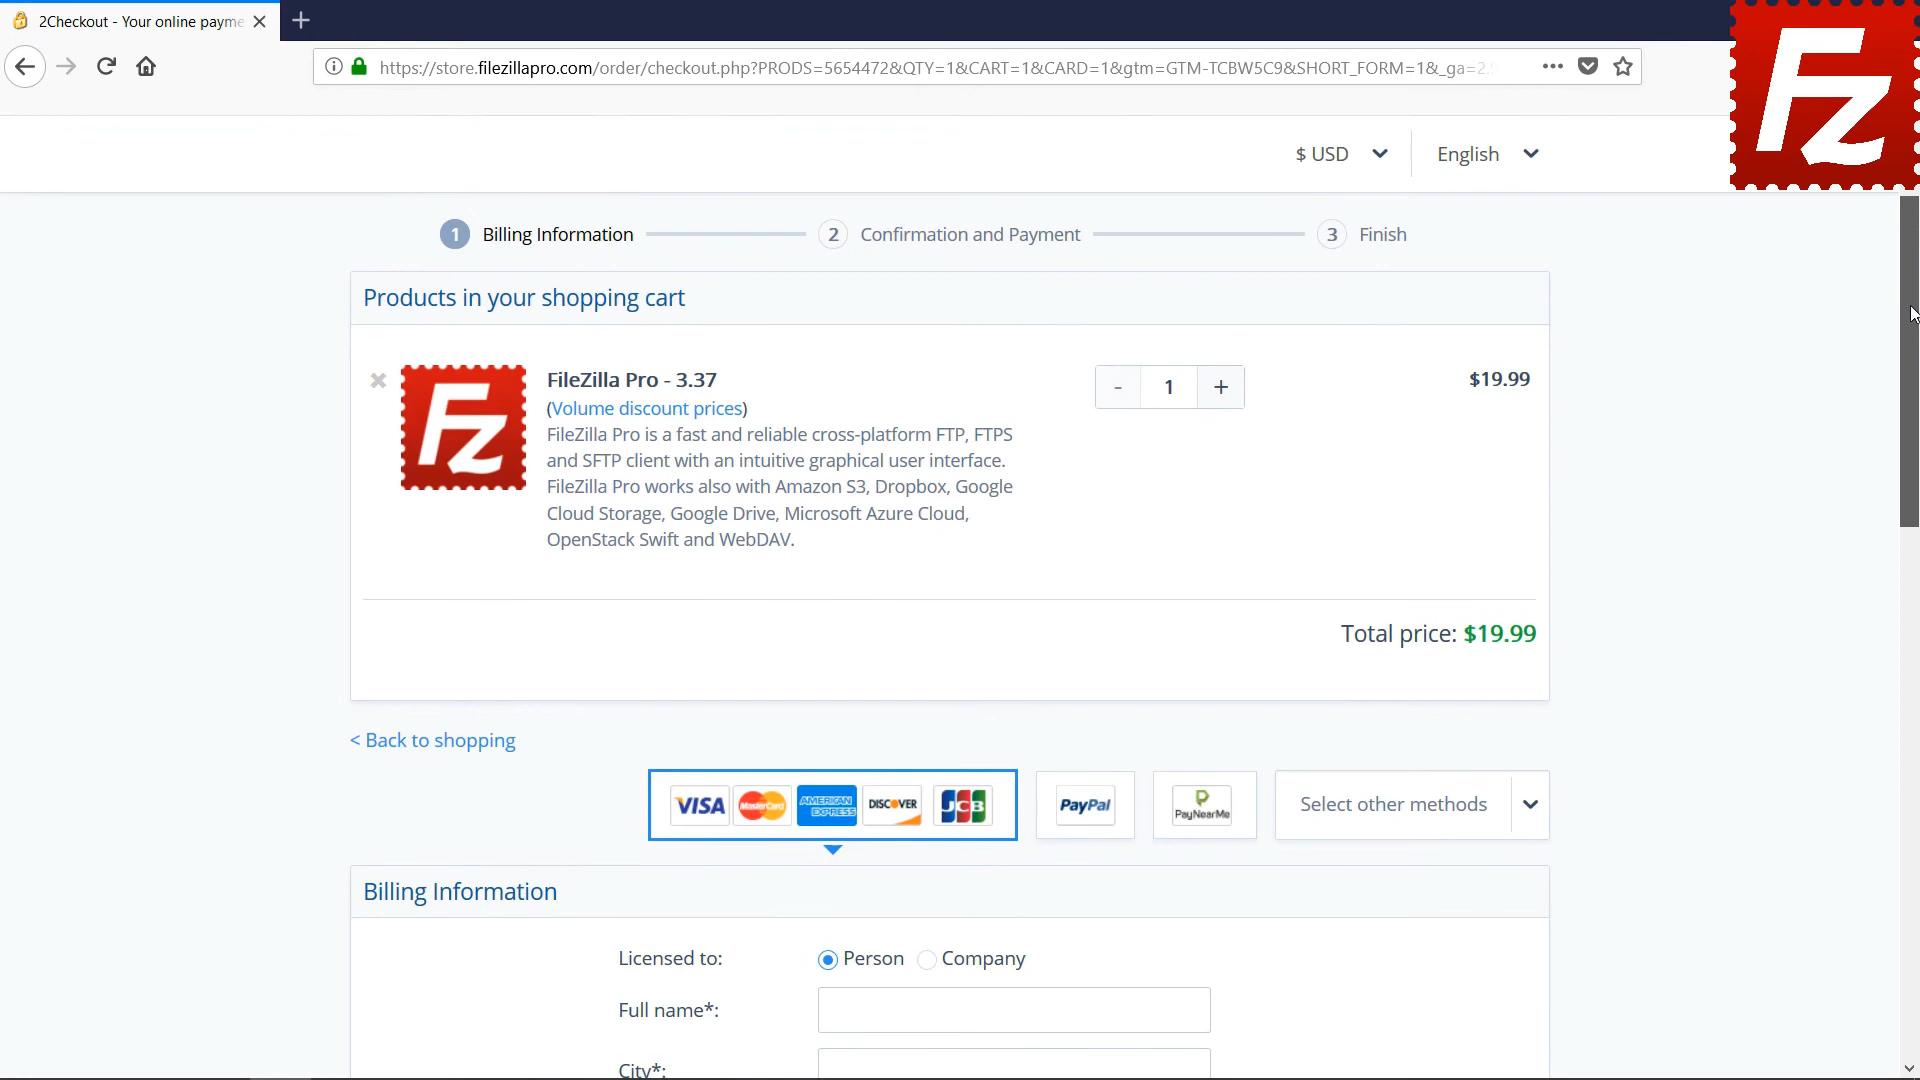 2Checkout - Your online payme
https://store.filezillapro.com/order/checkout.php?PRODS=5654472&QTY=1&CART=1&CARD=1&gtm=GTM-TCBW5C9&SHORT_FORM=1&_ga=2.
Fz
$ USD
English
1 Billing Information
2 Confirmation and Payment
3 Finish
Products in your shopping cart
Fz
FileZilla Pro - 3.37
(Volume discount prices)
FileZilla Pro is a fast and reliable cross-platform FTP, FTPS
and SFTP client with an intuitive graphical user interface.
FileZilla Pro works also with Amazon S3, Dropbox, Google
Cloud Storage, Google Drive, Microsoft Azure Cloud,
OpenStack Swift and WebDAV.
- 1 +
$19.99
Total price: $19.99
< Back to shopping
VISA MasterCard AMERICAN EXPRESS DISCOVER JCB
PayPal
PayNearMe
Select other methods
Billing Information
Licensed to:
Person
Company
Full name*:
City*: